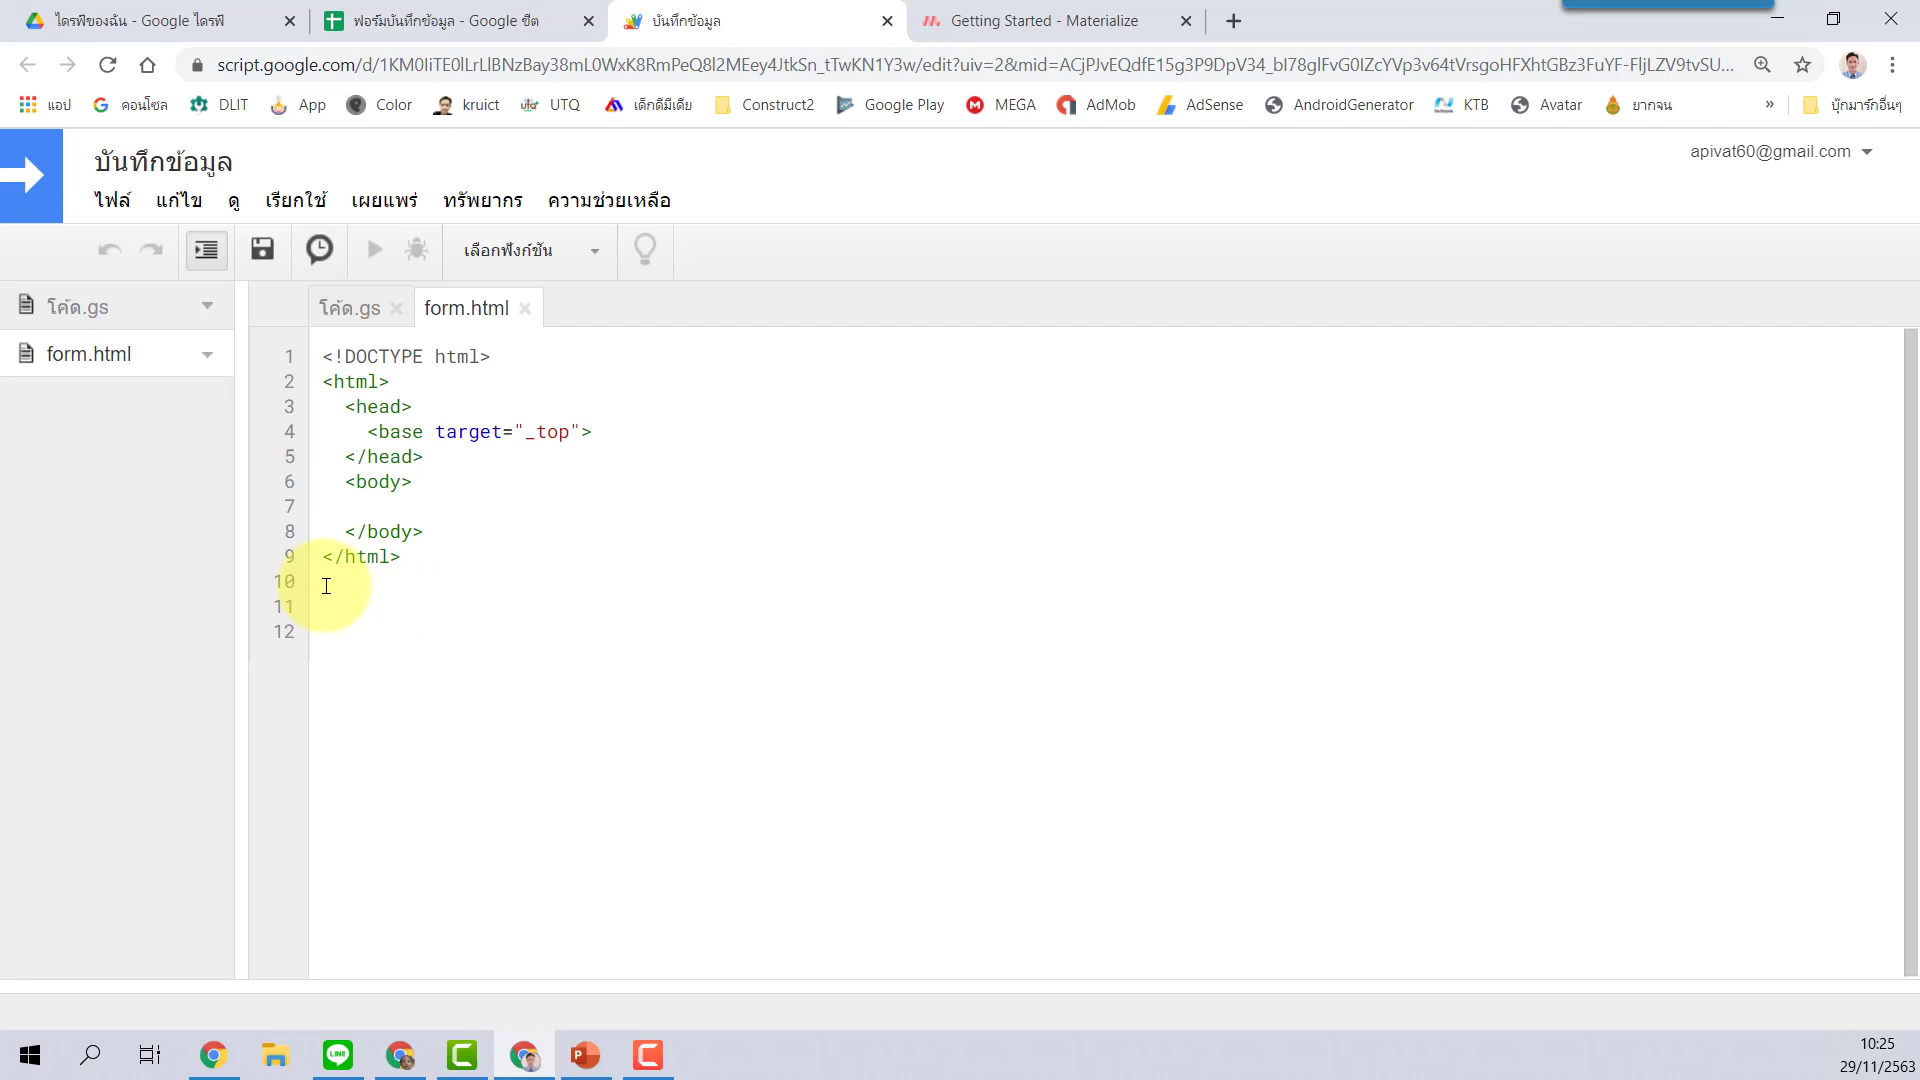 ไดรฟ์ของฉัน - Google ไดรฟ์
ฟอร์มบันทึกข้อมูล - Google ชีต
บันทึกข้อมูล
Getting Started - Materialize
script.google.com/d/1KM0IiTE0lLrLlBNzBay38mL0WxK8RmPeQ8l2MEey4JtkSn_tTwKN1Y3w/edit?uiv=2&mid=ACjPJvEQdfE15g3P9DpV34_bI78glFvG0IZcYVp3v64tVrsgoHFXhtGBz3FuYF-FljLZV9tvSU...
แอป
คอนโซล
DLIT
App
Color
kruict
UTQ
เด็กดีมีเดีย
Construct2
Google Play
MEGA
AdMob
AdSense
AndroidGenerator
KTB
Avatar
ยากจน
»
บุ๊กมาร์กอื่นๆ
บันทึกข้อมูล
apivat60@gmail.com
ไฟล์ แก้ไข ดู เรียกใช้ เผยแพร่ ทรัพยากร ความช่วยเหลือ
เลือกฟังก์ชัน
โค้ด.gs
form.html
โค้ด.gs
form.html
1 <!DOCTYPE html>
2 <html>
3 <head>
4 <base target="_top">
5 </head>
6 <body>
7
8 </body>
9 </html>
10
11
12
LINE
P
10:25
29/11/2563